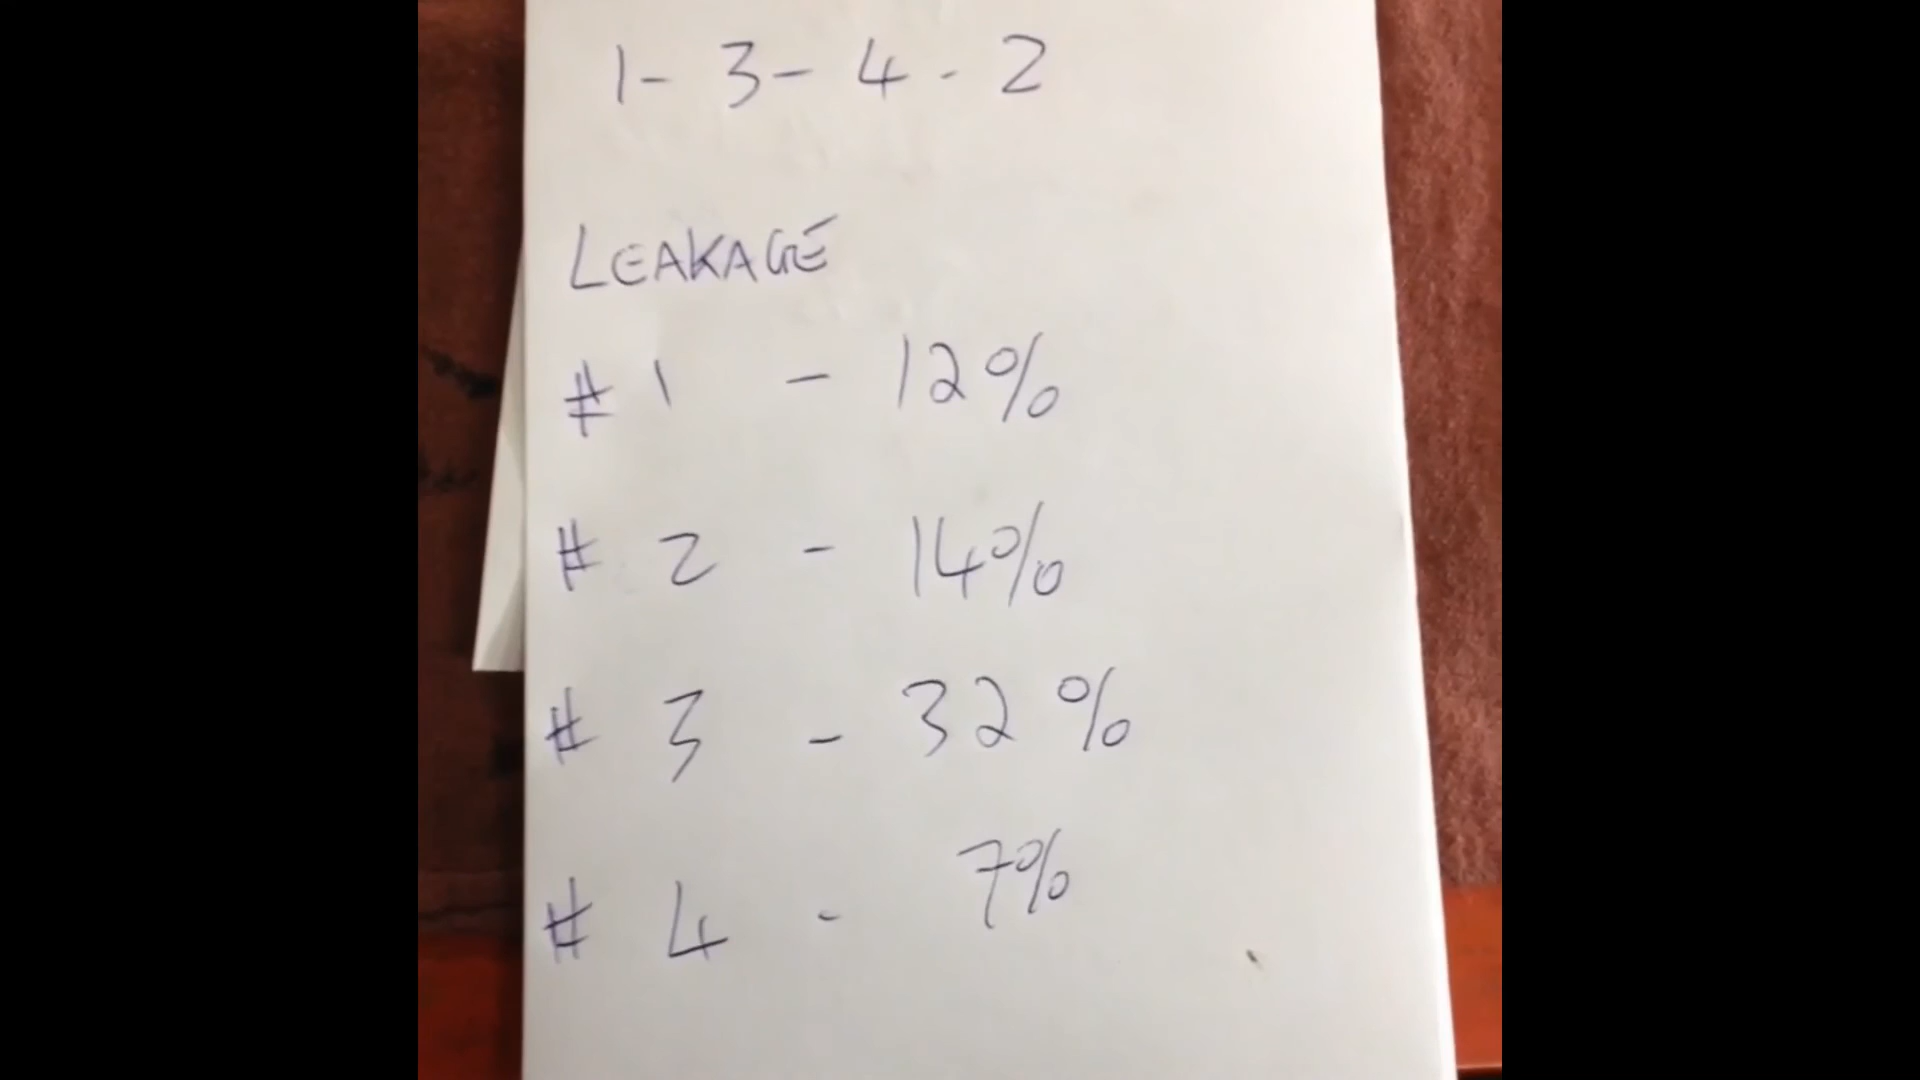 1- 3- 4 - 2
LEAKAGE
# 1 - 12%
# 2 - 14%
# 3 - 32%
# 4 - 7%